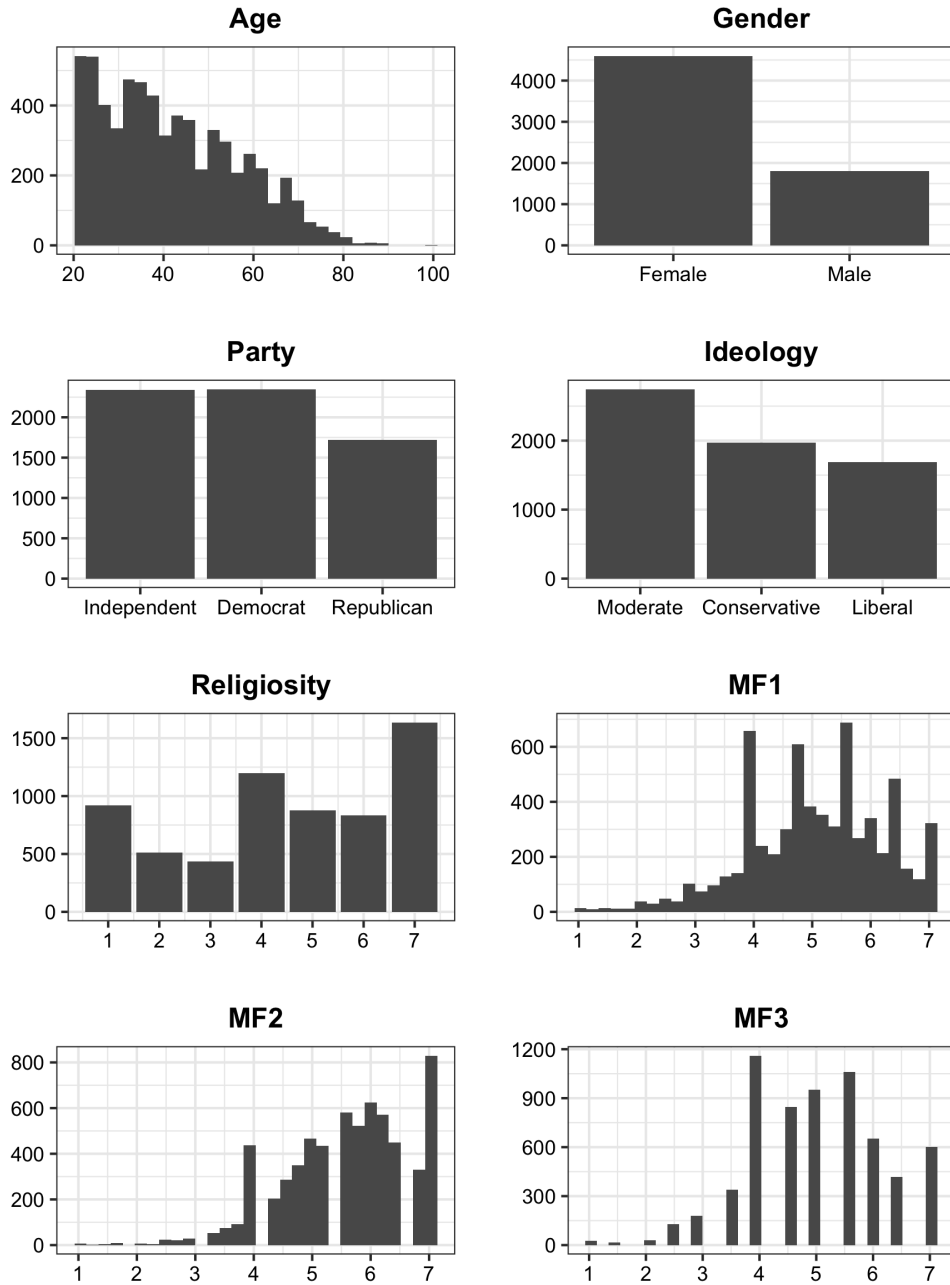 Age
400
200
0
20 40 60 80 100
Gender
4000
3000
2000
1000
0
Female Male
Party
2000
1500
1000
500
0
Independent Democrat Republican
Ideology
2000
1000
0
Moderate Conservative Liberal
Religiosity
1500
1000
500
0
1 2 3 4 5 6 7
MF1
600
400
200
0
1 2 3 4 5 6 7
MF2
800
600
400
200
0
1 2 3 4 5 6 7
MF3
1200
900
600
300
0
1 2 3 4 5 6 7